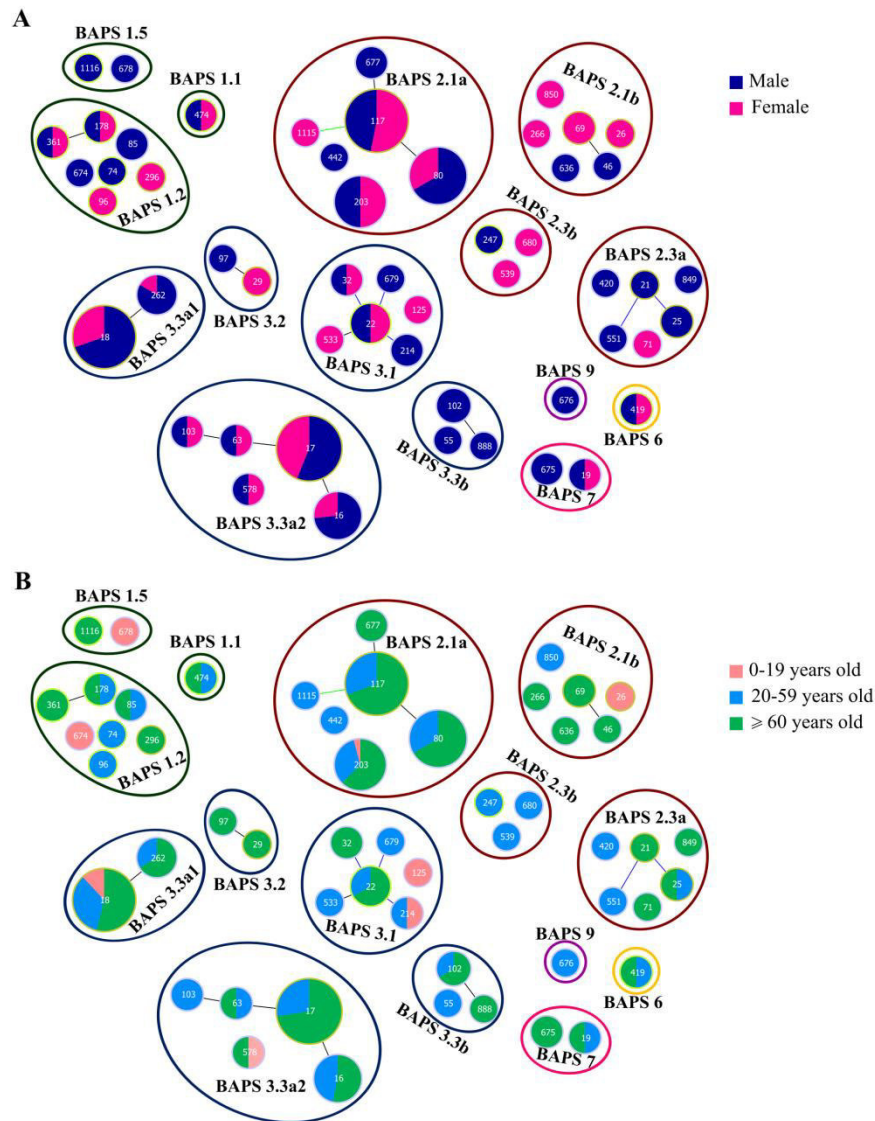 A
BAPS 1.5
1116 678
BAPS 1.1
474
361 178 85
674 74 296
96
BAPS 1.2
677
BAPS 2.1a
117
1115
442
80
203
BAPS 2.1b
850
266 69 26
636 46
Male
Female
BAPS 2.3b
247 680
539
BAPS 2.3a
420 21 849
25
551 71
97
29
BAPS 3.2
262
18
BAPS 3.3a1
32 679
125
22
533 214
BAPS 3.1
103 63 17
578
16
BAPS 3.3a2
102
55 888
BAPS 3.3b
BAPS 9
676
419
BAPS 6
675 19
BAPS 7
B
BAPS 1.5
1116 678
BAPS 1.1
474
361 178 85
674 74 296
96
BAPS 1.2
677
BAPS 2.1a
117
1115
442
80
203
BAPS 2.1b
850
266 69 26
636 46
0-19 years old
20-59 years old
⩾ 60 years old
BAPS 2.3b
247 680
539
BAPS 2.3a
420 21 849
25
551 71
97
29
BAPS 3.2
262
18
BAPS 3.3a1
32 679
125
22
533 214
BAPS 3.1
103 63 17
16
BAPS 3.3a2
102
55 888
BAPS 3.3b
BAPS 9
676
419
BAPS 6
675 19
BAPS 7